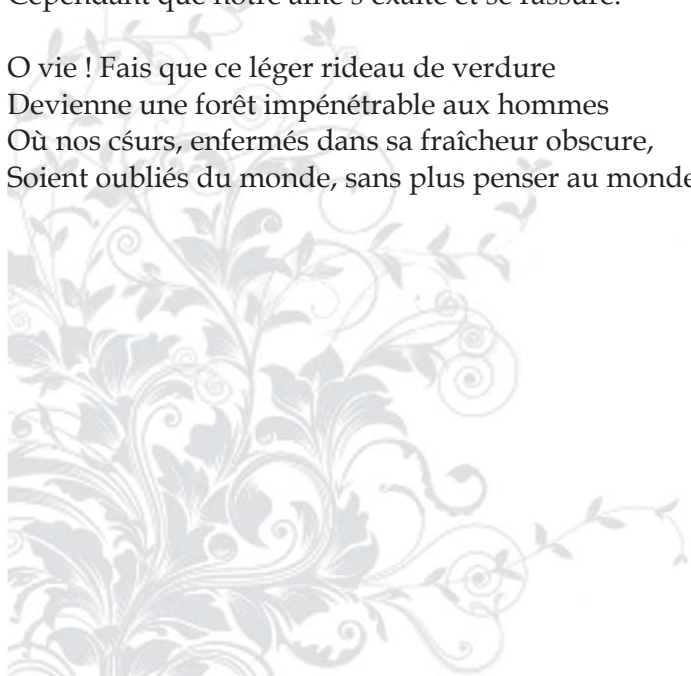 Cependant que notre âme s'exalte et se rassure.
O vie ! Fais que ce léger rideau de verdure
Devienne une forêt impénétrable aux hommes
Où nos cśurs, enfermés dans sa fraîcheur obscure,
Soient oubliés du monde, sans plus penser au monde